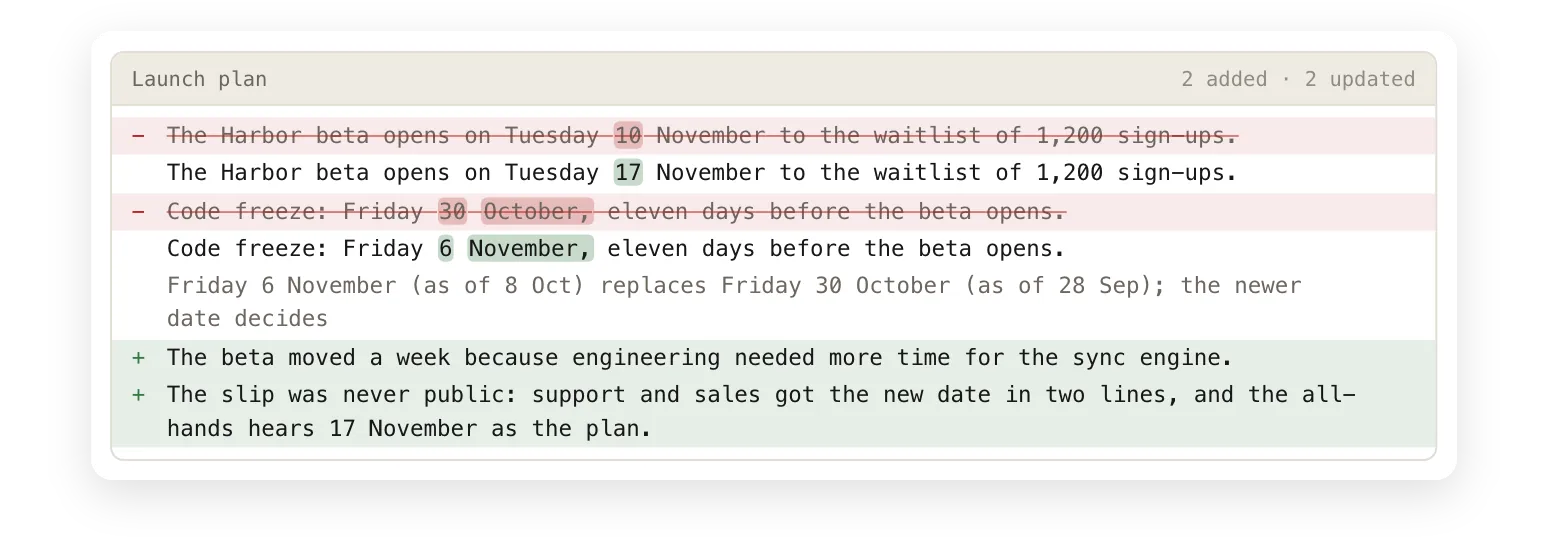 Launch plan
2 added · 2 updated
− The Harbor beta opens on Tuesday 10 November to the waitlist of 1,200 sign-ups.
The Harbor beta opens on Tuesday 17 November to the waitlist of 1,200 sign-ups.
− Code freeze: Friday 30 October, eleven days before the beta opens.
Code freeze: Friday 6 November, eleven days before the beta opens.
Friday 6 November (as of 8 Oct) replaces Friday 30 October (as of 28 Sep); the newer
date decides
+ The beta moved a week because engineering needed more time for the sync engine.
+ The slip was never public: support and sales got the new date in two lines, and the all-
hands hears 17 November as the plan.